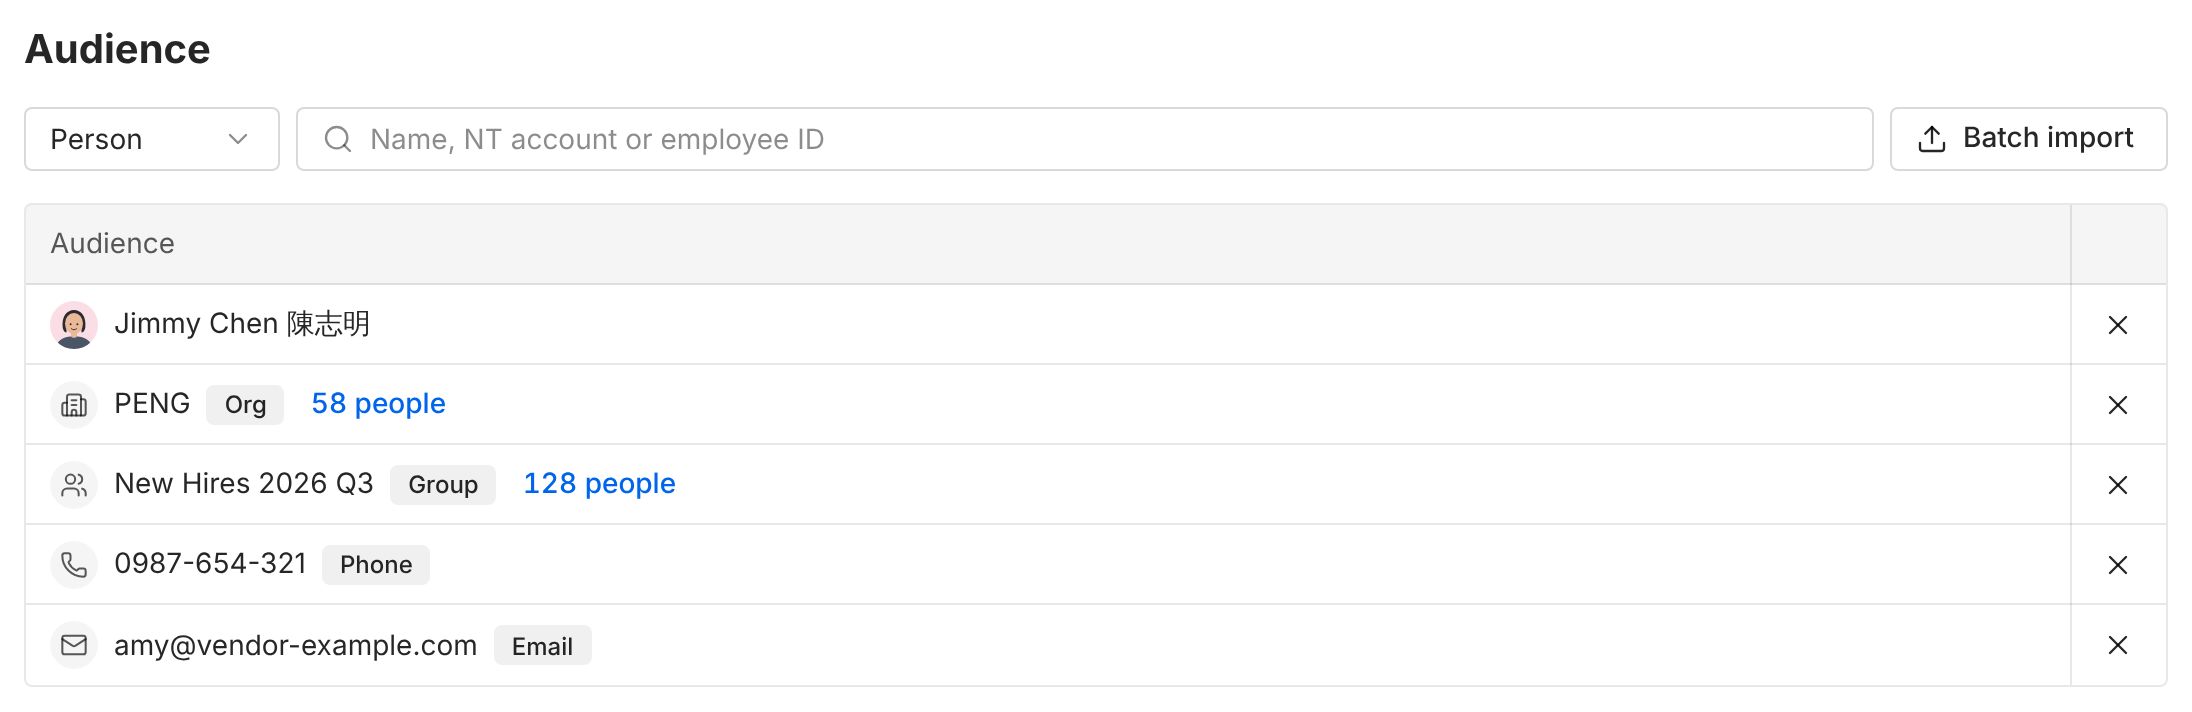 Audience
Person
Name, NT account or employee ID
Batch import
Audience
Jimmy Chen 陳志明
PENG Org 58 people
New Hires 2026 Q3 Group 128 people
0987-654-321 Phone
amy@vendor-example.com Email